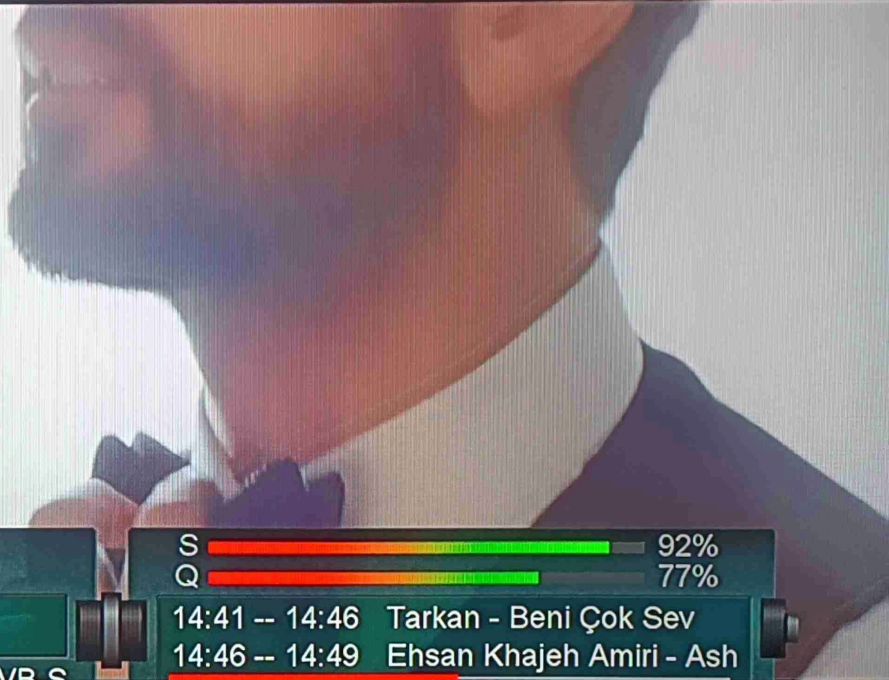 S 92%
Q 77%
14:41 -- 14:46 Tarkan - Beni Çok Sev
14:46 -- 14:49 Ehsan Khajeh Amiri - Ash